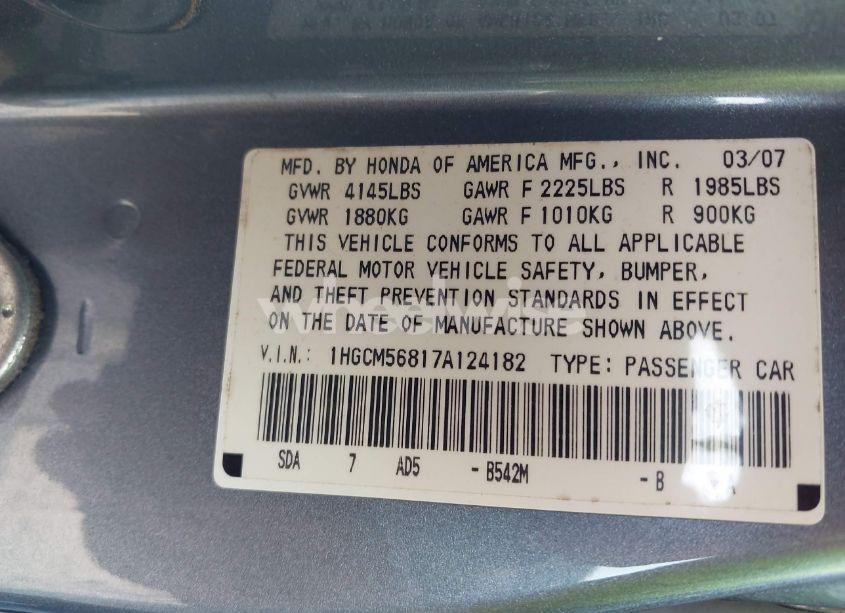 MFD. BY HONDA OF AMERICA MFG., INC. 03/07
GVWR 4145LBS GAWR F 2225LBS R 1985LBS
GVWR 1880KG GAWR F 1010KG R 900KG
THIS VEHICLE CONFORMS TO ALL APPLICABLE
FEDERAL MOTOR VEHICLE SAFETY, BUMPER,
AND THEFT PREVENTION STANDARDS IN EFFECT
wheelwise
ON THE DATE OF MANUFACTURE SHOWN ABOVE.
V.I.N.: 1HGCM56817A124182 TYPE: PASSENGER CAR
SDA 7 AD5 -B542M -B